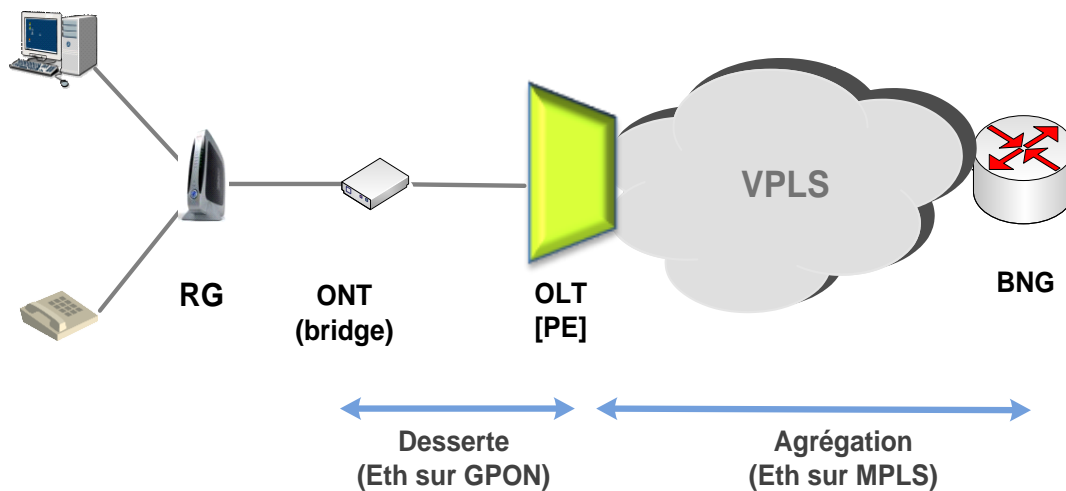 VPLS
RG
ONT
(bridge)
OLT
[PE]
BNG
Desserte
(Eth sur GPON)
Agrégation
(Eth sur MPLS)